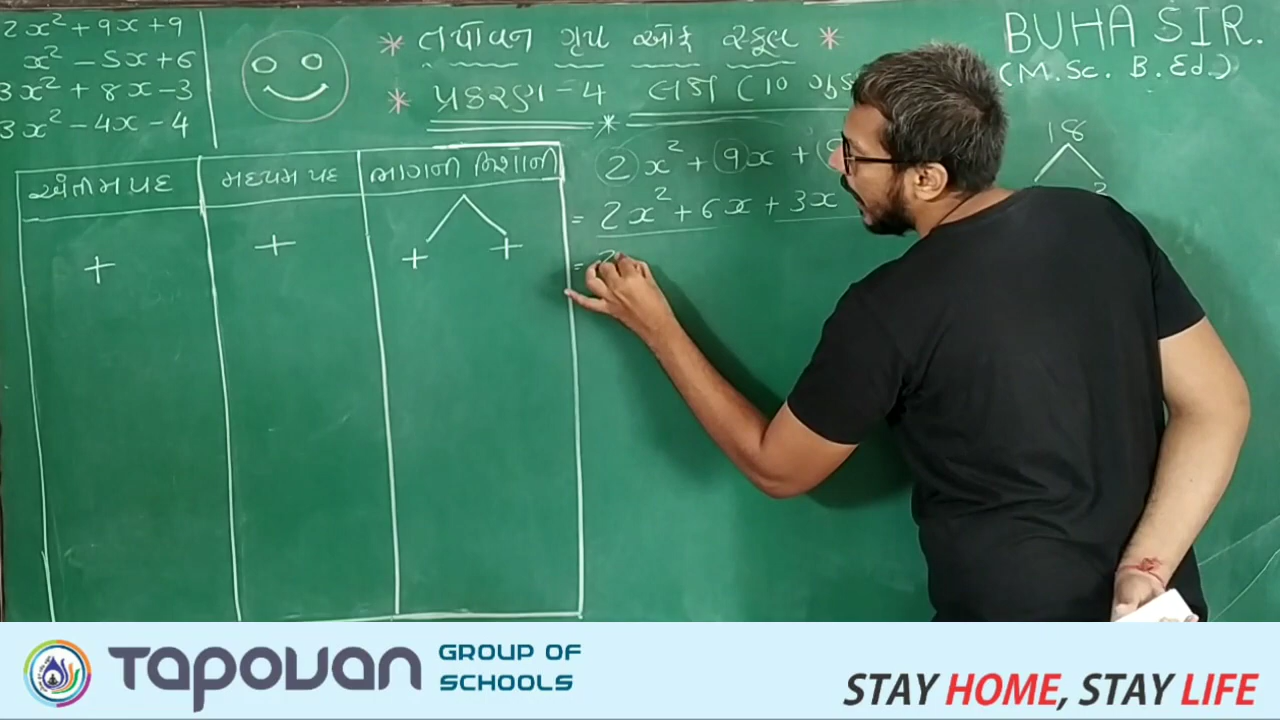 2x² + 9x + 9
x² - 5x + 6
3x² + 8x - 3
3x² - 4x - 4
* તપોવન ગૃપ ઓફ સ્કૂલ *
* પ્રકરણ - 4 (10
BUHA SIR.
(M.Sc. B.Ed.)
અંતિમ પદ મધ્યમ પદ ભાગની નિશાની
+ + + +
2x² + 9x +
= 2x² + 6x + 3x
=
18
TAPOVAN GROUP OF SCHOOLS
STAY HOME, STAY LIFE